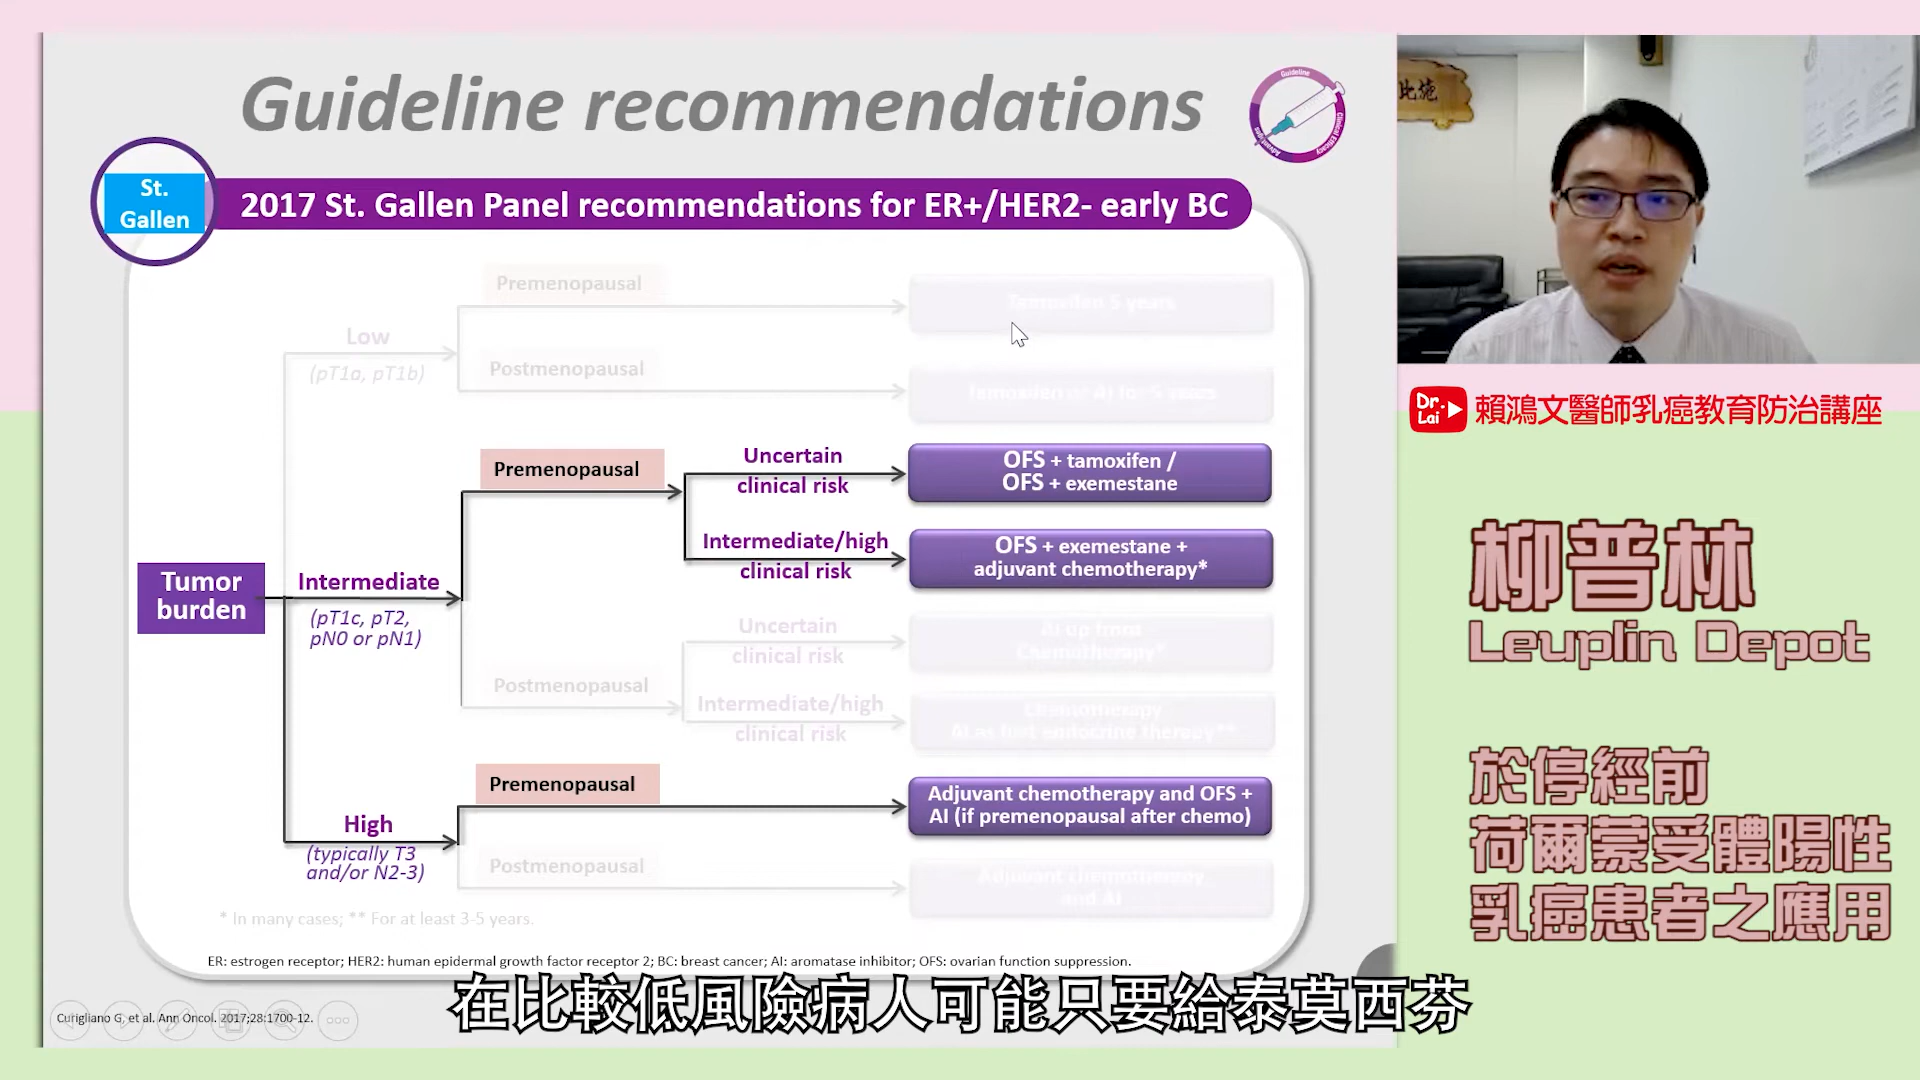 Guideline recommendations
Guideline
Clinical Efficacy
St.
Gallen
2017 St. Gallen Panel recommendations for ER+/HER2- early BC
Premenopausal
Tamoxifen 5 years
Low
(pT1a, pT1b)
Postmenopausal
Tamoxifen or AI for 5 years
Premenopausal
Uncertain
clinical risk
OFS + tamoxifen /
OFS + exemestane
Intermediate/high
clinical risk
OFS + exemestane +
adjuvant chemotherapy*
Tumor
burden
Intermediate
(pT1c, pT2,
pN0 or pN1)
Uncertain
clinical risk
AI up front
Chemotherapy*
Postmenopausal
Intermediate/high
clinical risk
Chemotherapy
AI as first endocrine therapy**
Premenopausal
Adjuvant chemotherapy and OFS +
AI (if premenopausal after chemo)
High
(typically T3
and/or N2-3)
Postmenopausal
Adjuvant chemotherapy
and AI
* In many cases; ** For at least 3-5 years.
ER: estrogen receptor; HER2: human epidermal growth factor receptor 2; BC: breast cancer; AI: aromatase inhibitor; OFS: ovarian function suppression.
Curigliano G, et al. Ann Oncol. 2017;28:1700-12.
在比較低風險病人可能只要給泰莫西芬
Dr.
Lai
賴鴻文醫師乳癌教育防治講座
柳普林
Leuplin Depot
於停經前
荷爾蒙受體陽性
乳癌患者之應用